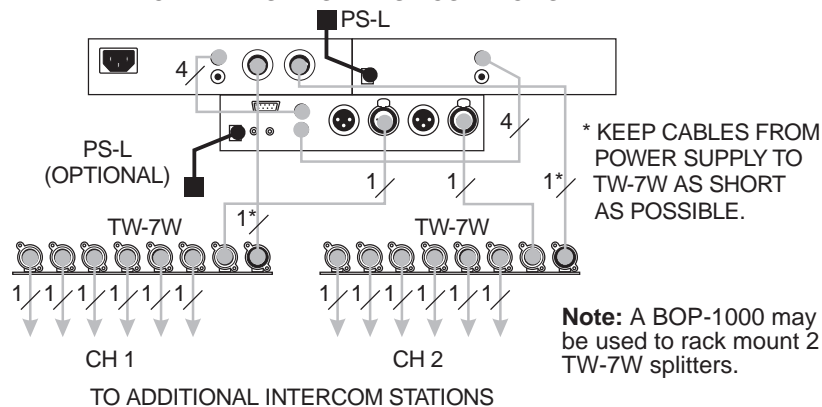 PS-L
4
4
PS-L
(OPTIONAL)
* KEEP CABLES FROM
POWER SUPPLY TO
TW-7W AS SHORT
AS POSSIBLE.
1 1 1*
1*
TW-7W TW-7W
1 1 1 1 1 1 1 1 1 1 1 1
CH 1 CH 2
Note: A BOP-1000 may
be used to rack mount 2
TW-7W splitters.
TO ADDITIONAL INTERCOM STATIONS